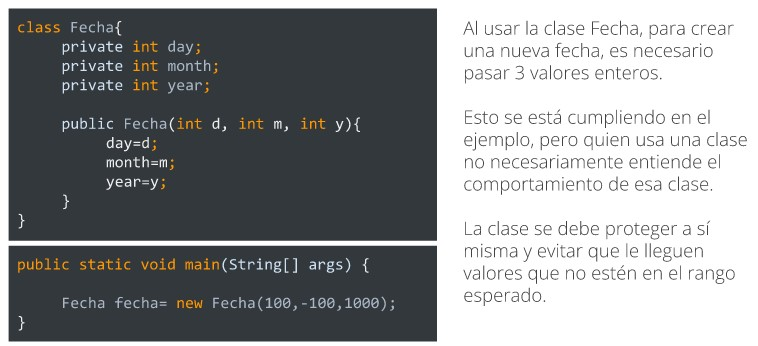 class Fecha{
private int day;
private int month;
private int year;
public Fecha(int d, int m, int y){
day=d;
month=m;
year=y;
}
}
public static void main(String[] args) {
Fecha fecha= new Fecha(100,-100,1000);
}
Al usar la clase Fecha, para crear
una nueva fecha, es necesario
pasar 3 valores enteros.
Esto se está cumpliendo en el
ejemplo, pero quien usa una clase
no necesariamente entiende el
comportamiento de esa clase.
La clase se debe proteger a sí
misma y evitar que le lleguen
valores que no estén en el rango
esperado.